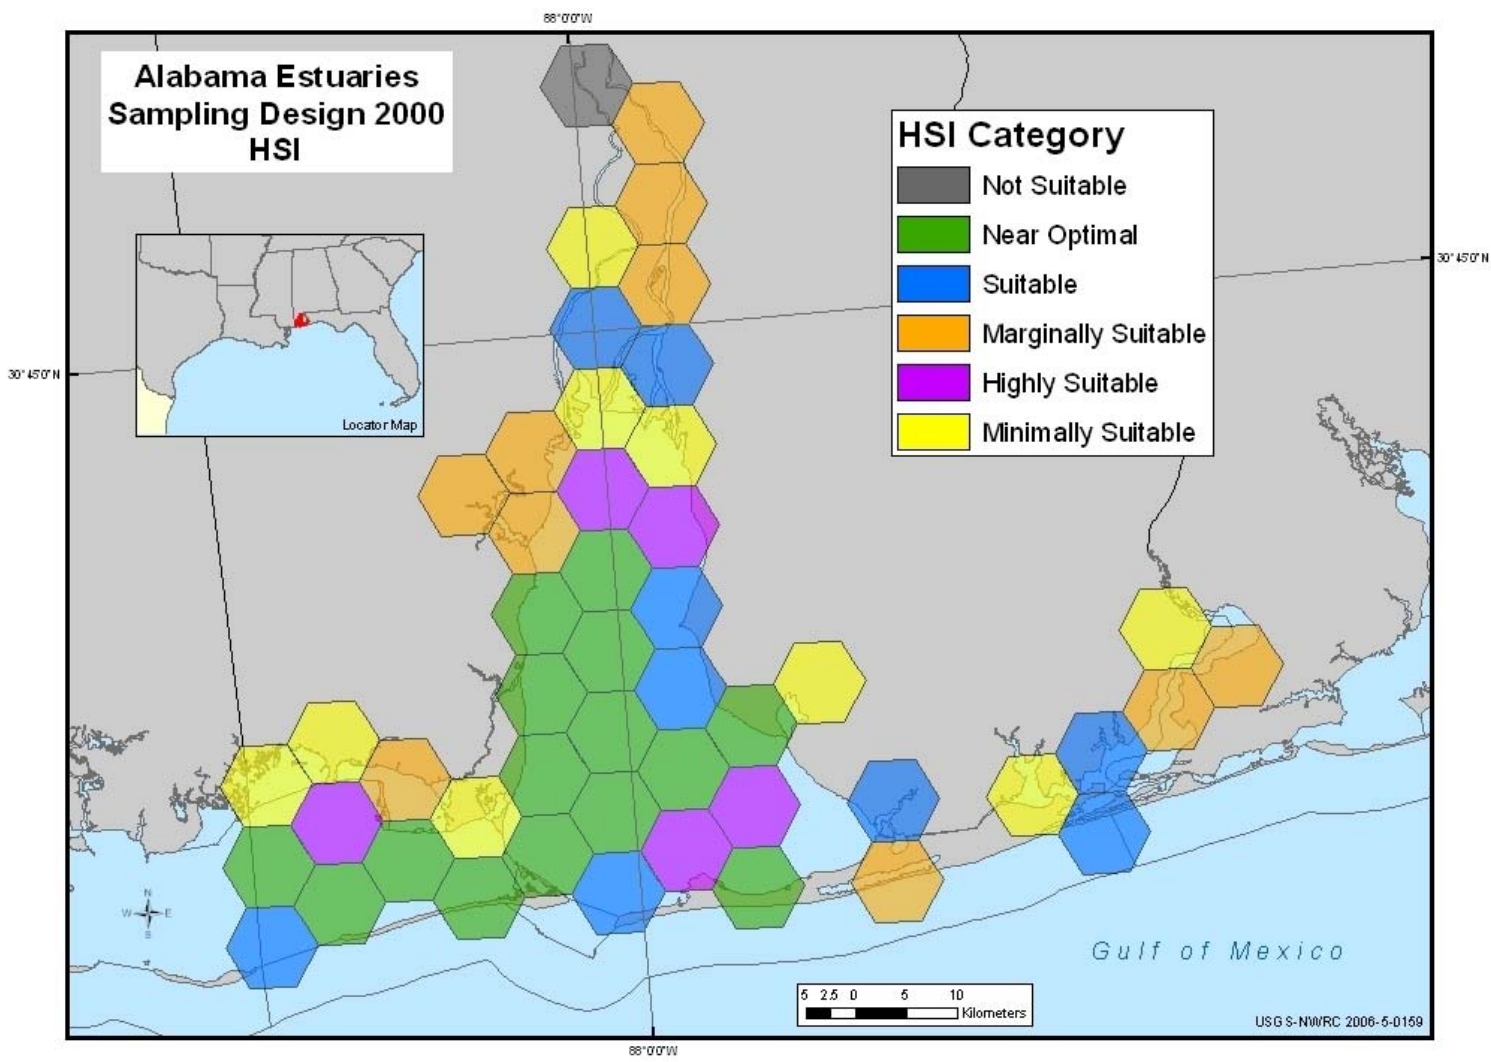 88°0'0"W
Alabama Estuaries
Sampling Design 2000
HSI
HSI Category
Not Suitable
Near Optimal
Suitable
Marginally Suitable
Highly Suitable
Minimally Suitable
30°45'0"N
30°45'0"N
Locator Map
N
W E
S
Gulf of Mexico
5 2.5 0 5 10
Kilometers
USGS-NWRC 2006-5-0159
88°0'0"W